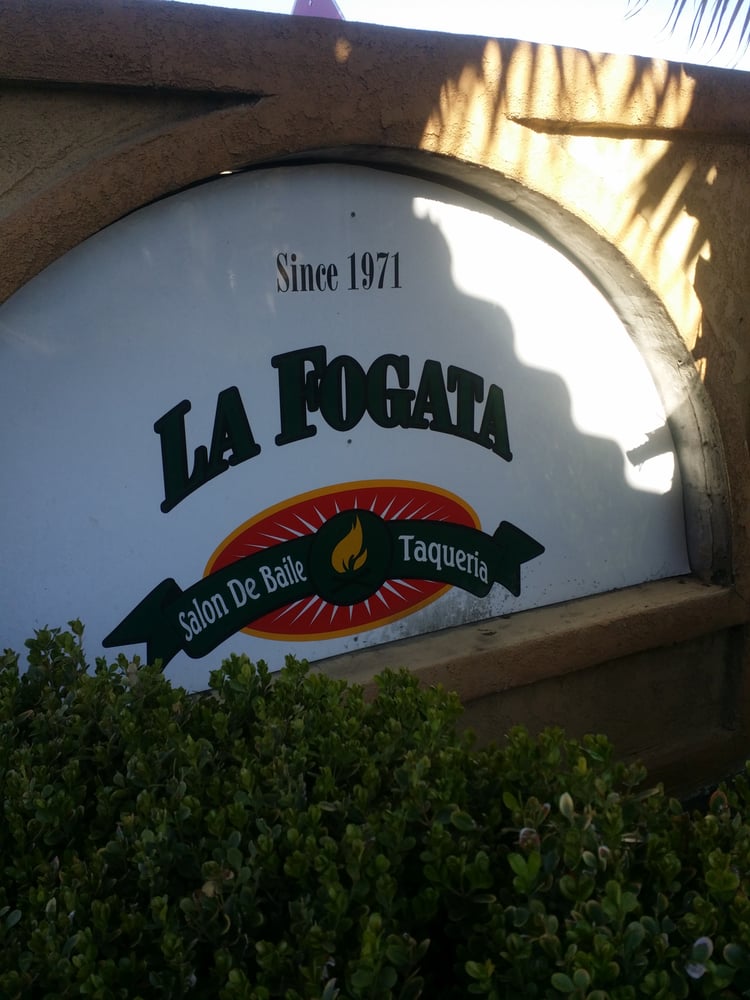 Since 1971
LA FOGATA
Salon De Baile Taqueria